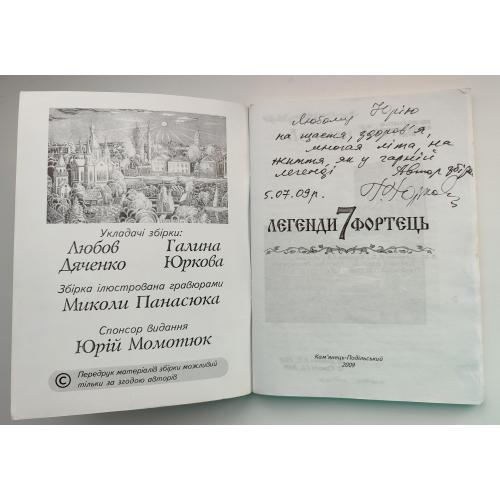 Укладачі збірки:
Любов Галина
Дяченко Юркова
Збірка ілюстрована гравюрами
Миколи Панасюка
Спонсор видання
Юрій Момотюк
© Передрук матеріалів збірки можливий
тільки за згодою авторів
Любому Юрію
на щастя, здоров'я,
многая літа, на
життя, як у гарній
легенді Автор
5.07.09р.
ЛЕГЕНДИ 7 ФОРТЕЦЬ
Кам'янець-Подільський
2009